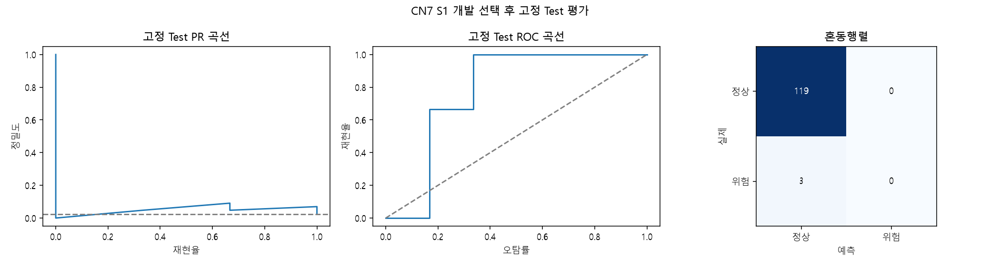 CN7 S1 개발 선택 후 고정 Test 평가
고정 Test PR 곡선
1.0
0.8
0.6
0.4
0.2
0.0
정밀도
0.0 0.2 0.4 0.6 0.8 1.0
재현율
고정 Test ROC 곡선
1.0
0.8
0.6
0.4
0.2
0.0
재현율
0.0 0.2 0.4 0.6 0.8 1.0
오탐률
혼동행렬
정상 119 0
실제
위험 3 0
정상 위험
예측